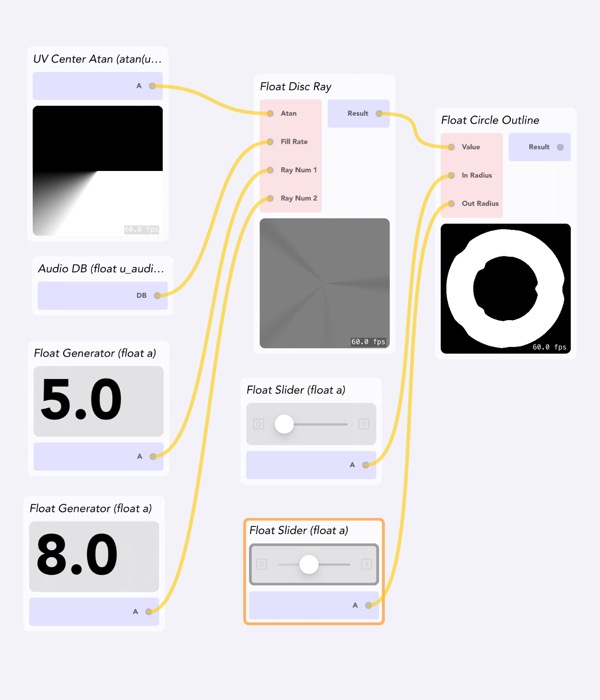 UV Center Atan (atan(u...
A
60.0 fps
Audio DB (float u_audi...
DB
Float Generator (float a)
5.0
A
Float Generator (float a)
8.0
A
Float Disc Ray
Atan
Result
Fill Rate
Ray Num 1
Ray Num 2
60.0 fps
Float Slider (float a)
A
Float Slider (float a)
A
Float Circle Outline
Value
Result
In Radius
Out Radius
60.0 fps